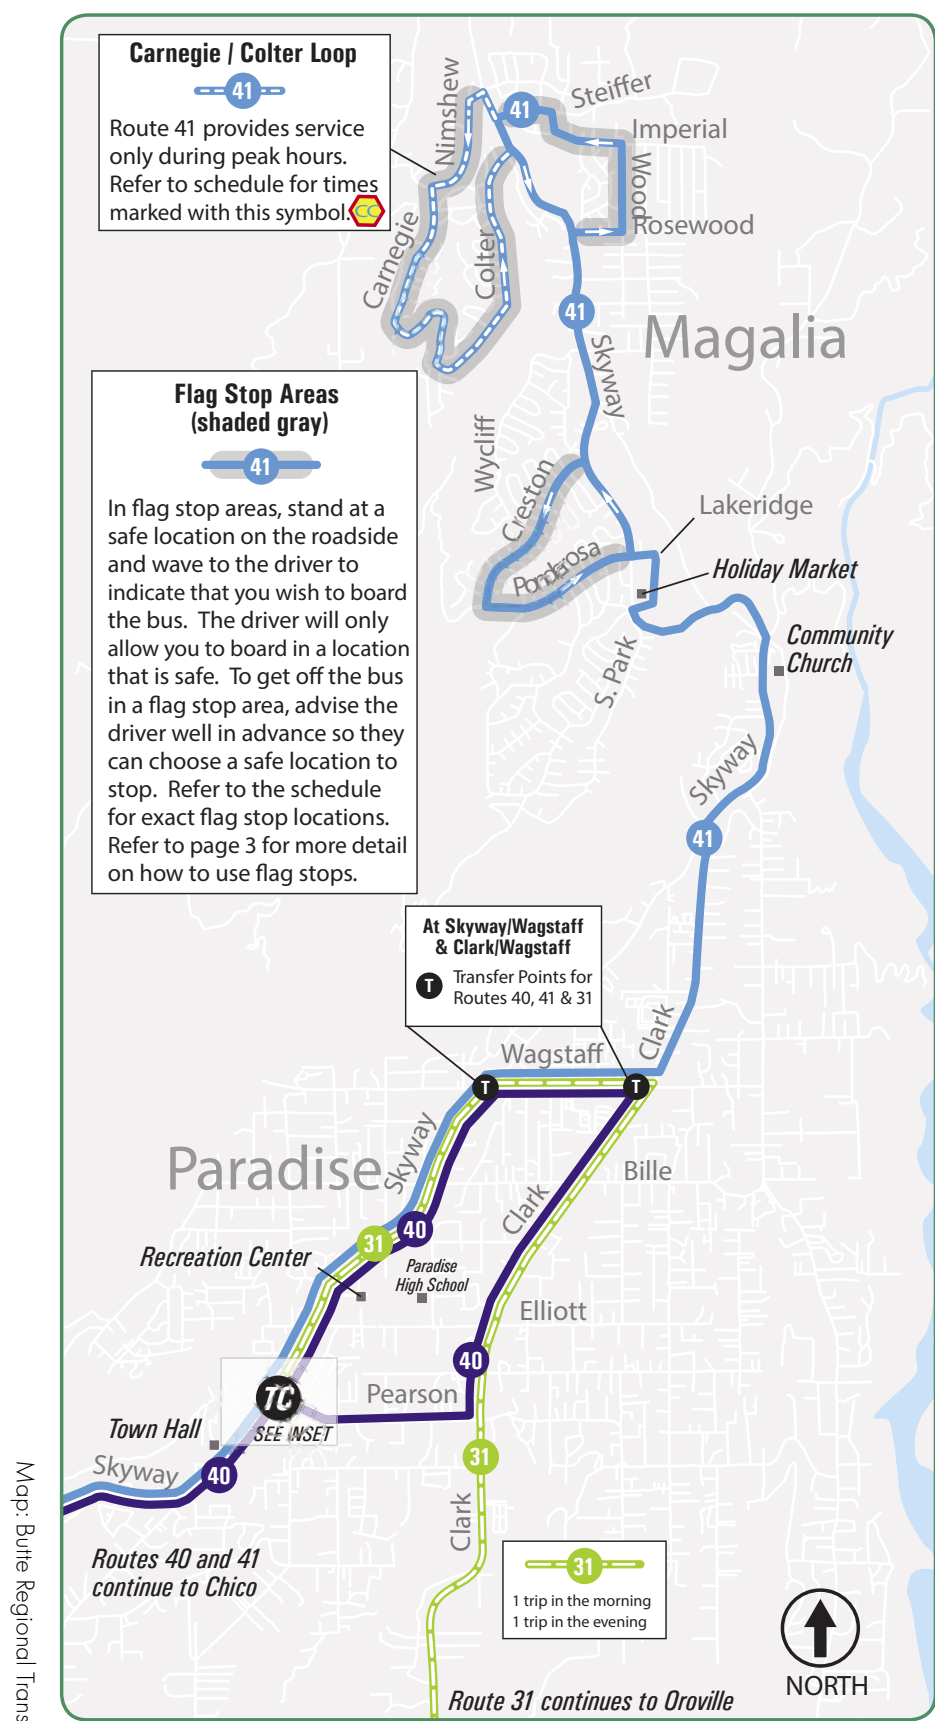 Carnegie / Colter Loop
41
Route 41 provides service
only during peak hours.
Refer to schedule for times
marked with this symbol.
CC
Nimshew
41
Steiffer
Imperial
Wood
Rosewood
Carnegie
Colter
41
Magalia
Skyway
Flag Stop Areas
(shaded gray)
41
In flag stop areas, stand at a
safe location on the roadside
and wave to the driver to
indicate that you wish to board
the bus.  The driver will only
allow you to board in a location
that is safe.  To get off the bus
in a flag stop area, advise the
driver well in advance so they
can choose a safe location to
stop.  Refer to the schedule
for exact flag stop locations.
Refer to page 3 for more detail
on how to use flag stops.
Wycliff
Creston
Ponderosa
Lakeridge
Holiday Market
Community
Church
S. Park
Skyway
41
At Skyway/Wagstaff
& Clark/Wagstaff
T
Transfer Points for
Routes 40, 41 & 31
Clark
Wagstaff
T
T
Paradise
Skyway
Bille
Clark
40
31
Recreation Center
Paradise
High School
Elliott
40
TC
Pearson
SEE INSET
Town Hall
Skyway
40
31
Clark
Routes 40 and 41
continue to Chico
31
1 trip in the morning
1 trip in the evening
NORTH
Route 31 continues to Oroville
Map: Butte Regional Trans